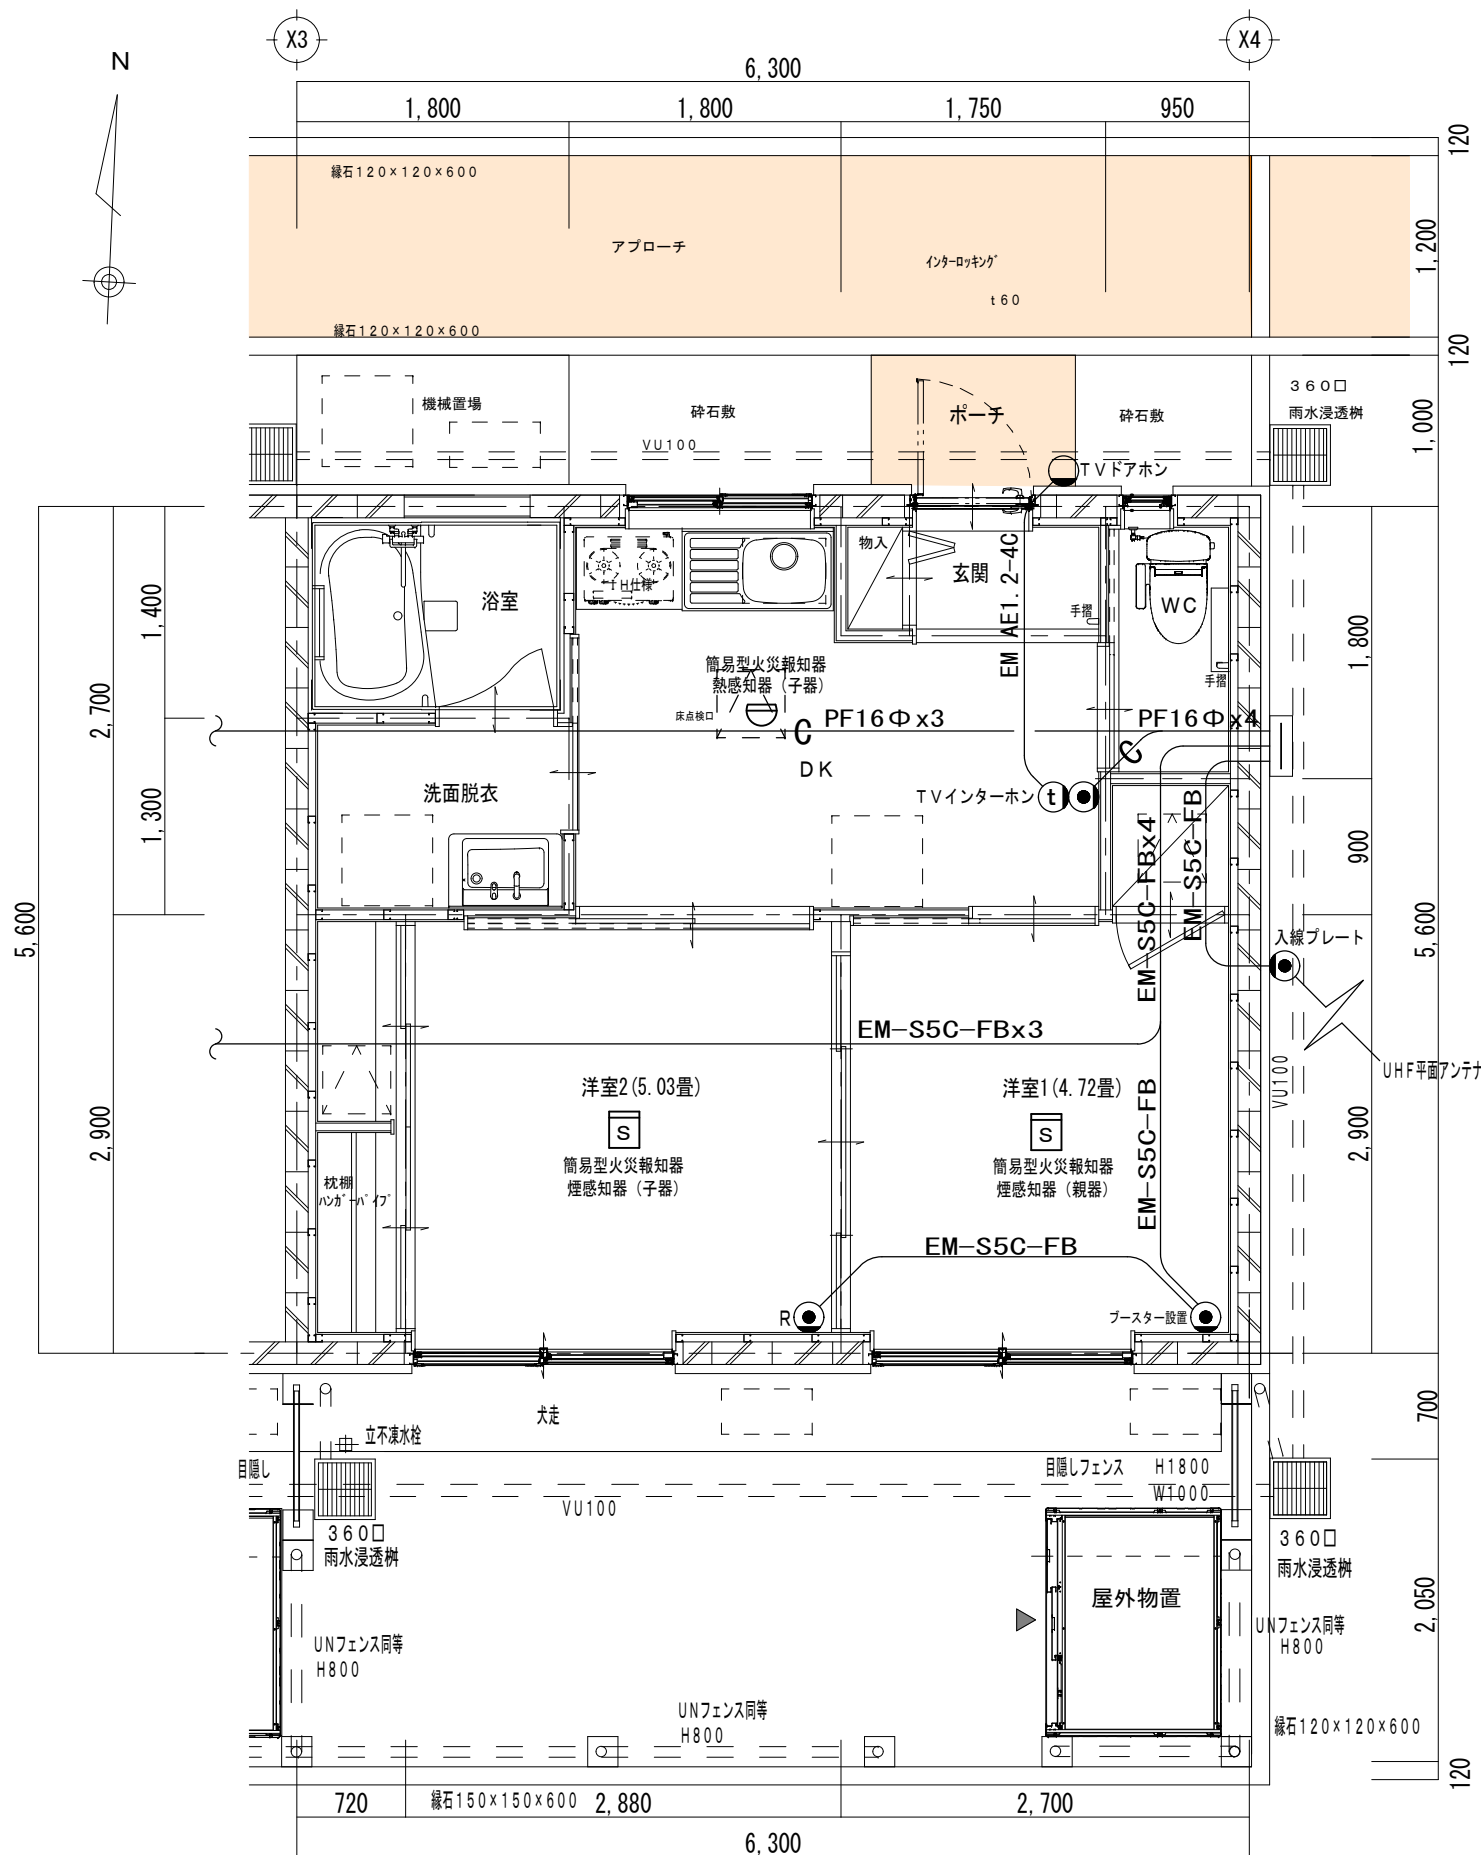 X3
X4
N
6,300
1,800
1,800
1,750
950
120
縁石120×120×600
アプローチ
インターロッキング
t60
1,200
縁石120×120×600
120
機械置場
砕石敷
VU100
ポーチ
砕石敷
360口
雨水浸透桝
1,000
TVドアホン
物入
玄関
EM AE1.2-4C
浴室
IH仕様
WC
手摺
手摺
1,400
2,700
1,800
簡易型火災報知器
熱感知器（子器）
床点検口
C
PF16Φx3
PF16Φx4
C
DK
洗面脱衣
TVインターホン
t
1,300
900
EM-S5C-FBx4
EM-S5C-FB
5,600
5,600
入線プレート
EM-S5C-FBx3
UHF平面アンテナ
VU100
洋室2(5.03畳)
洋室1(4.72畳)
S
S
簡易型火災報知器
煙感知器（子器）
簡易型火災報知器
煙感知器（親器）
EM-S5C-FB
2,900
2,900
枕棚
ハンガーパイプ
EM-S5C-FB
R
ブースター設置
犬走
立不凍水栓
700
目隠し
目隠しフェンス H1800
W1000
VU100
360口
雨水浸透桝
360口
雨水浸透桝
屋外物置
2,050
UNフェンス同等
H800
UNフェンス同等
H800
UNフェンス同等
H800
縁石120×120×600
120
720
縁石150×150×600
2,880
2,700
6,300